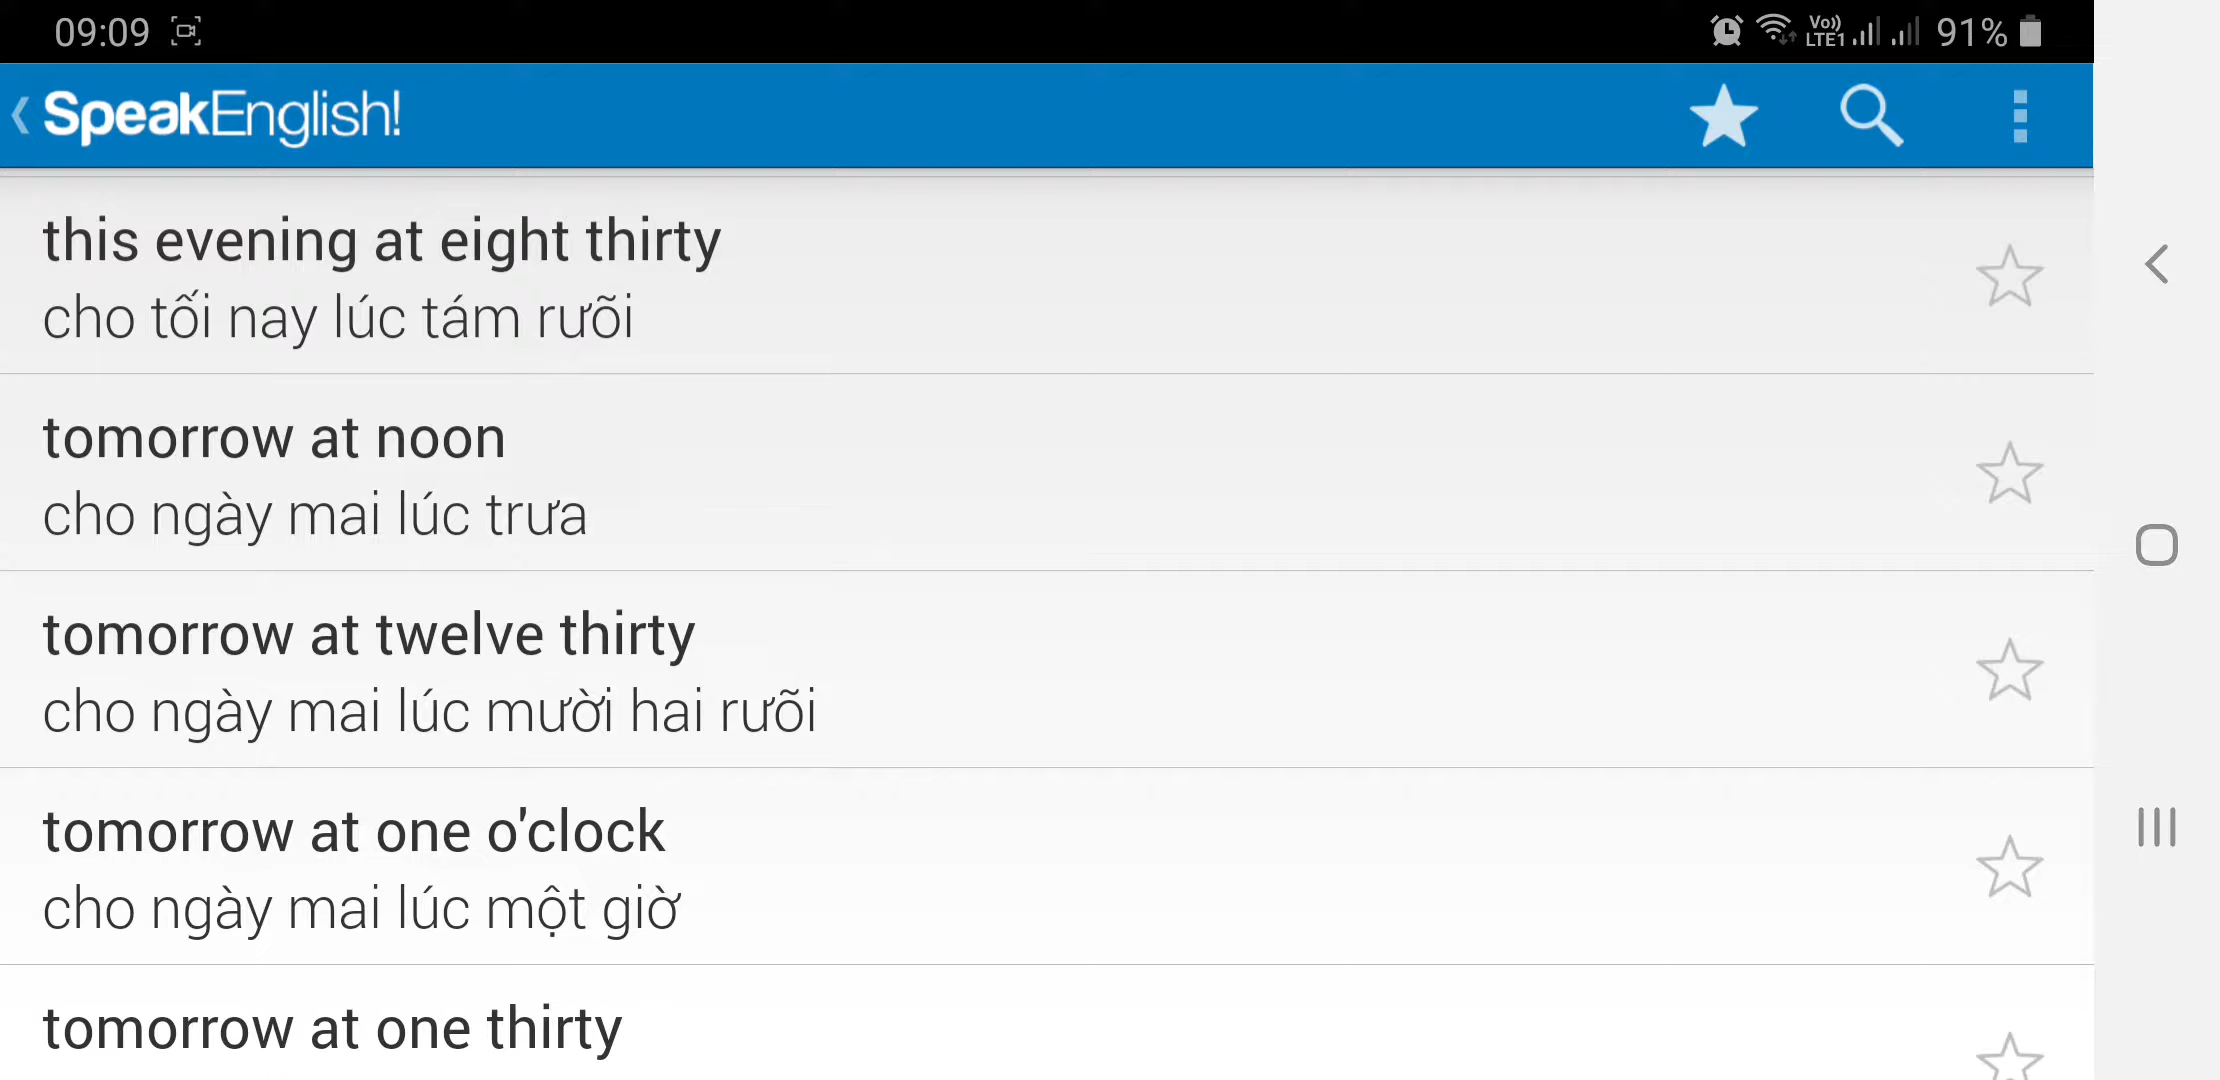 09:09 Vo)) LTE1 91%
SpeakEnglish!
this evening at eight thirty
cho tối nay lúc tám rưỡi
tomorrow at noon
cho ngày mai lúc trưa
tomorrow at twelve thirty
cho ngày mai lúc mười hai rưỡi
tomorrow at one o'clock
cho ngày mai lúc một giờ
tomorrow at one thirty